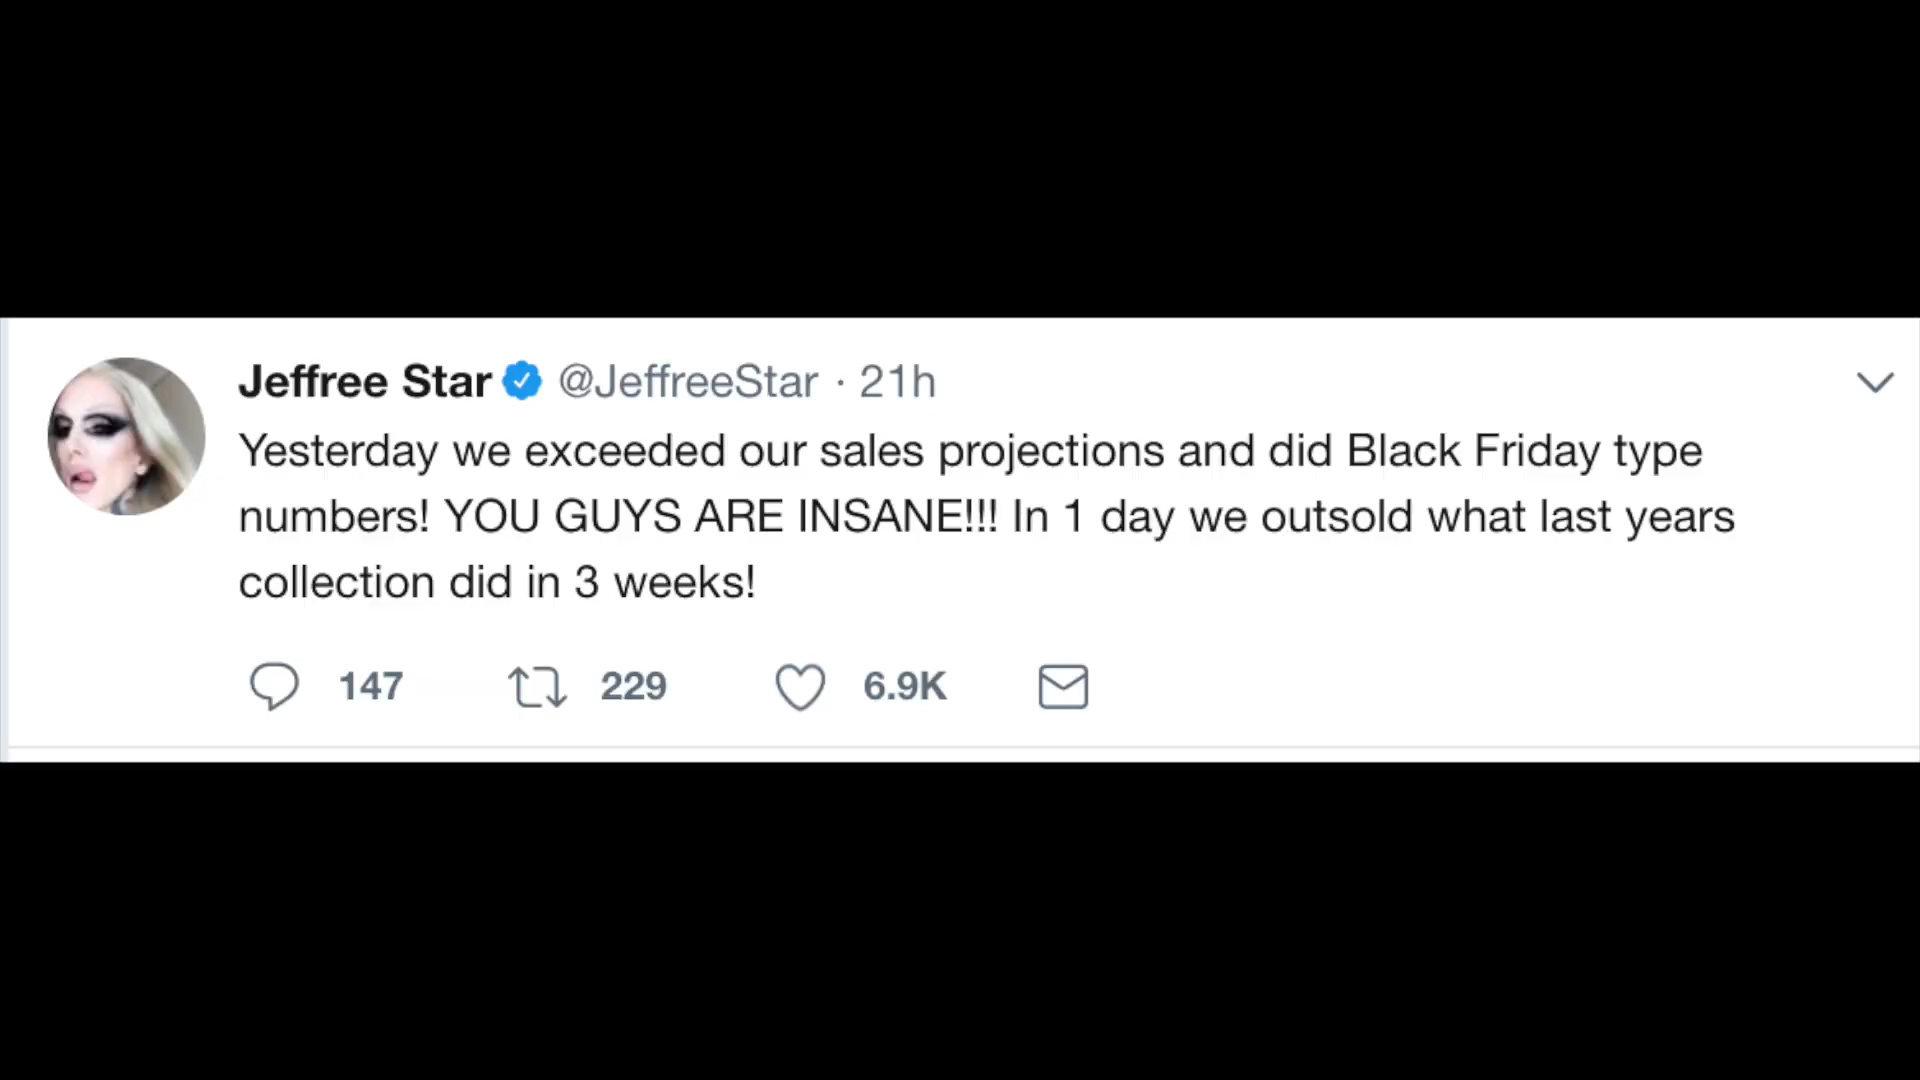 Jeffree Star @JeffreeStar · 21h
Yesterday we exceeded our sales projections and did Black Friday type
numbers! YOU GUYS ARE INSANE!!! In 1 day we outsold what last years
collection did in 3 weeks!
147 229 6.9K